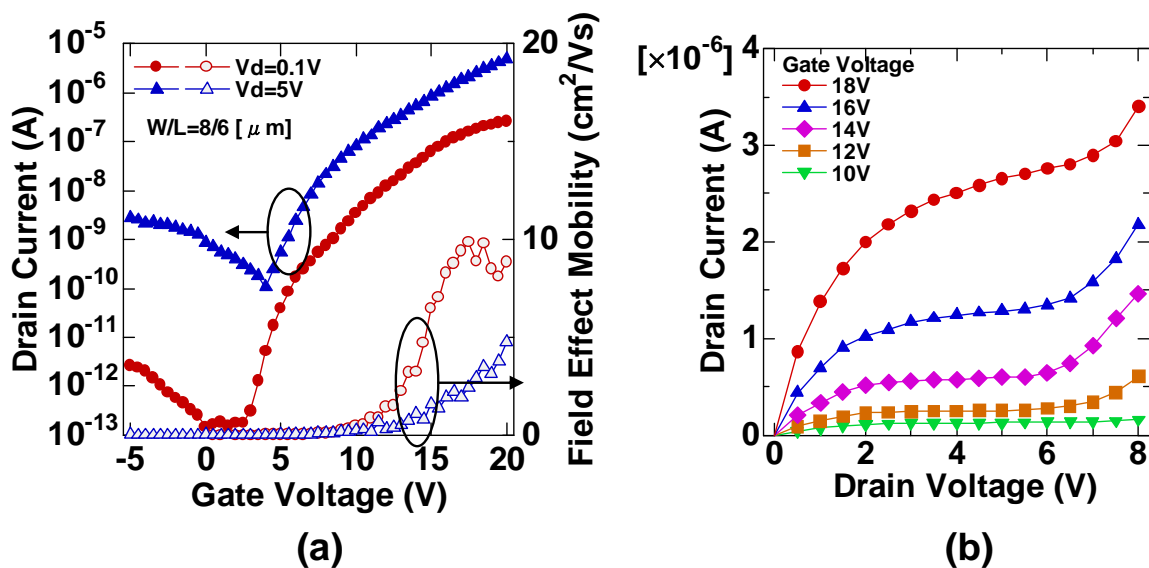 10^-5
10^-6
10^-7
10^-8
10^-9
10^-10
10^-11
10^-12
10^-13
Drain Current (A)
Vd=0.1V
Vd=5V
W/L=8/6 [ μm]
-5 0 5 10 15 20
Gate Voltage (V)
20
10
0
Field Effect Mobility (cm^2/Vs)
(a)
[×10^-6]
4
3
2
1
0
Drain Current (A)
Gate Voltage
18V
16V
14V
12V
10V
0 2 4 6 8
Drain Voltage (V)
(b)